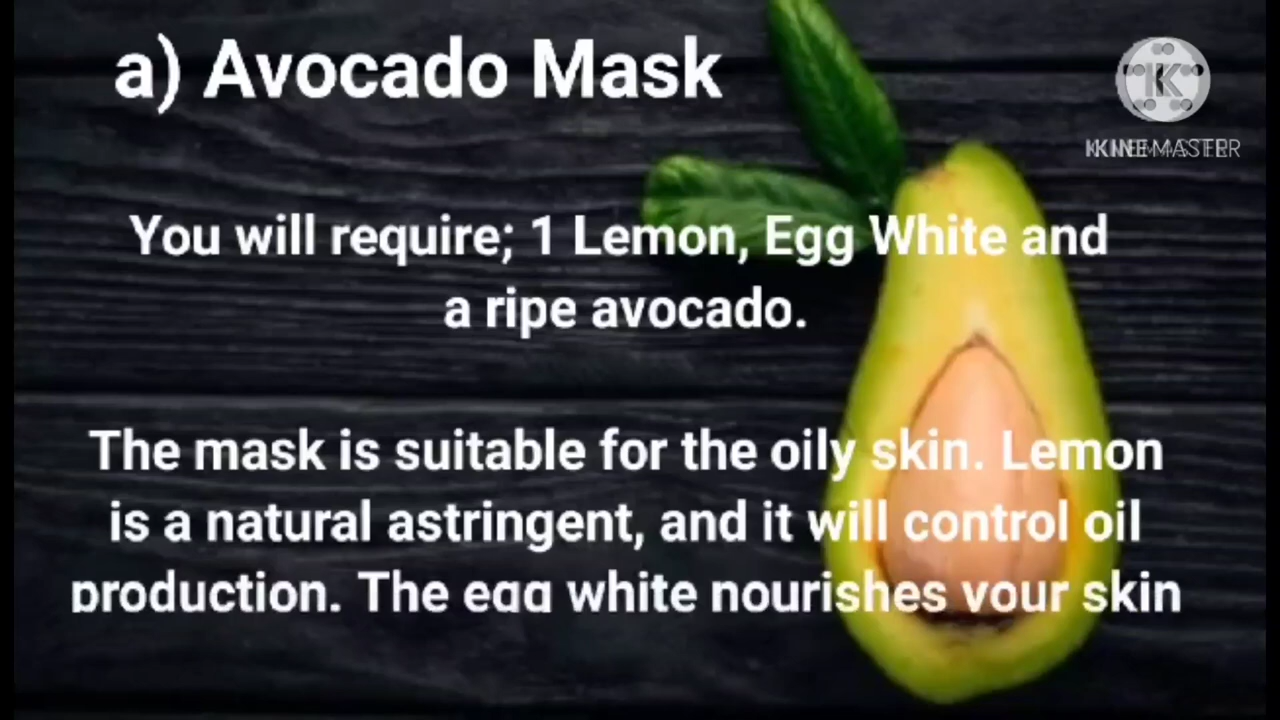 a) Avocado Mask
KINEMASTER
You will require; 1 Lemon, Egg White and
a ripe avocado.
The mask is suitable for the oily skin. Lemon
is a natural astringent, and it will control oil
production. The egg white nourishes your skin